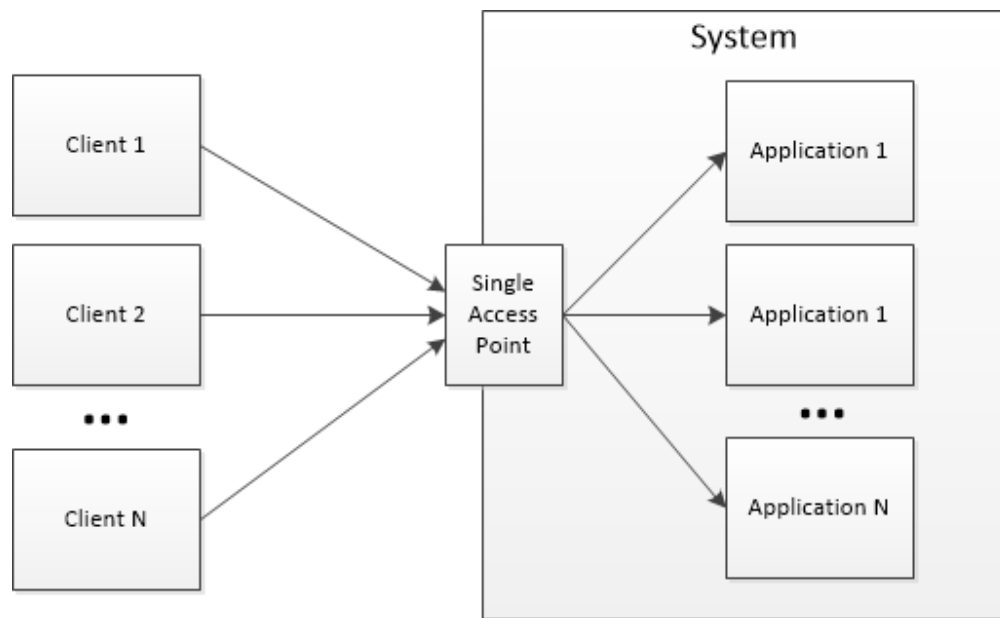 System
Client 1
Application 1
Single
Access
Point
Client 2
Application 1
Client N
Application N